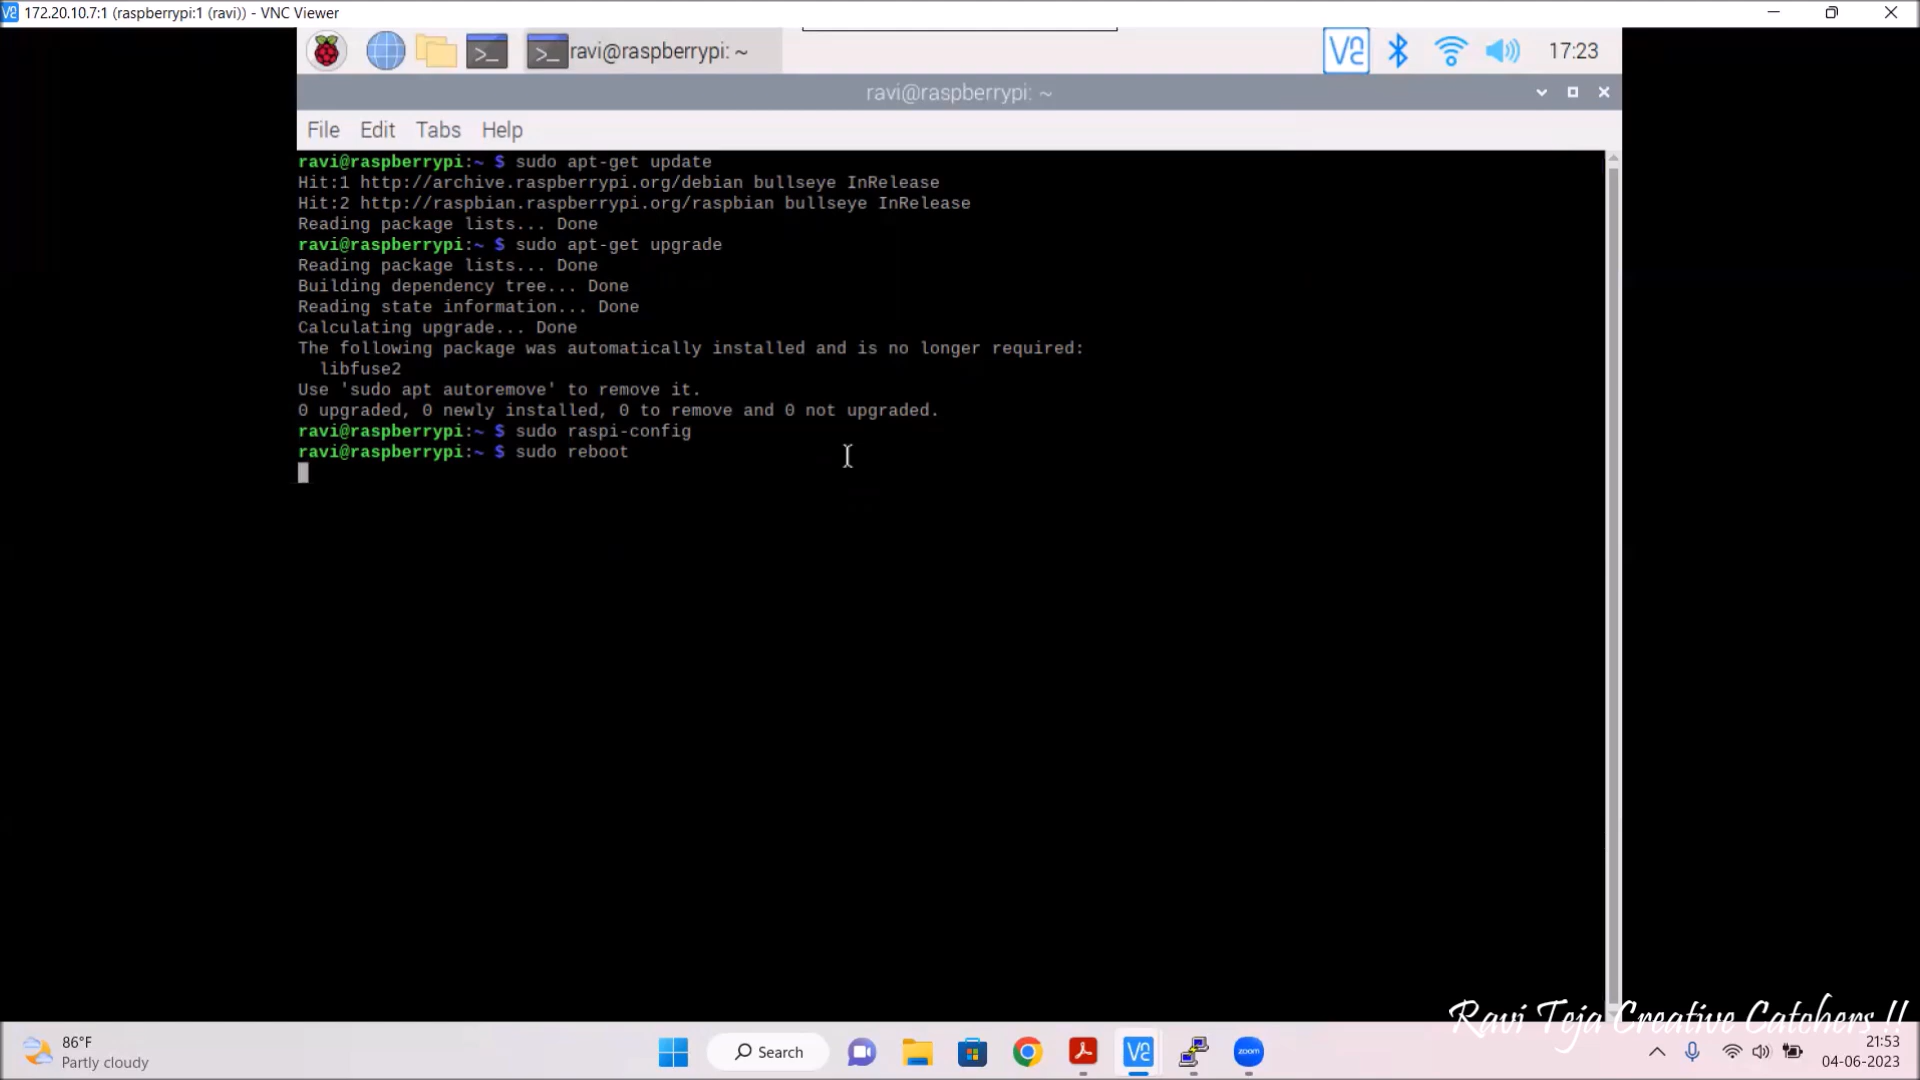 172.20.10.7:1 (raspberrypi:1 (ravi)) - VNC Viewer
ravi@raspberrypi: ~
17:23
ravi@raspberrypi: ~
File Edit Tabs Help
ravi@raspberrypi:~ $ sudo apt-get update
Hit:1 http://archive.raspberrypi.org/debian bullseye InRelease
Hit:2 http://raspbian.raspberrypi.org/raspbian bullseye InRelease
Reading package lists... Done
ravi@raspberrypi:~ $ sudo apt-get upgrade
Reading package lists... Done
Building dependency tree... Done
Reading state information... Done
Calculating upgrade... Done
The following package was automatically installed and is no longer required:
libfuse2
Use 'sudo apt autoremove' to remove it.
0 upgraded, 0 newly installed, 0 to remove and 0 not upgraded.
ravi@raspberrypi:~ $ sudo raspi-config
ravi@raspberrypi:~ $ sudo reboot
Ravi Teja Creative Catchers !!
86°F
Partly cloudy
Search
zoom
21:53
04-06-2023